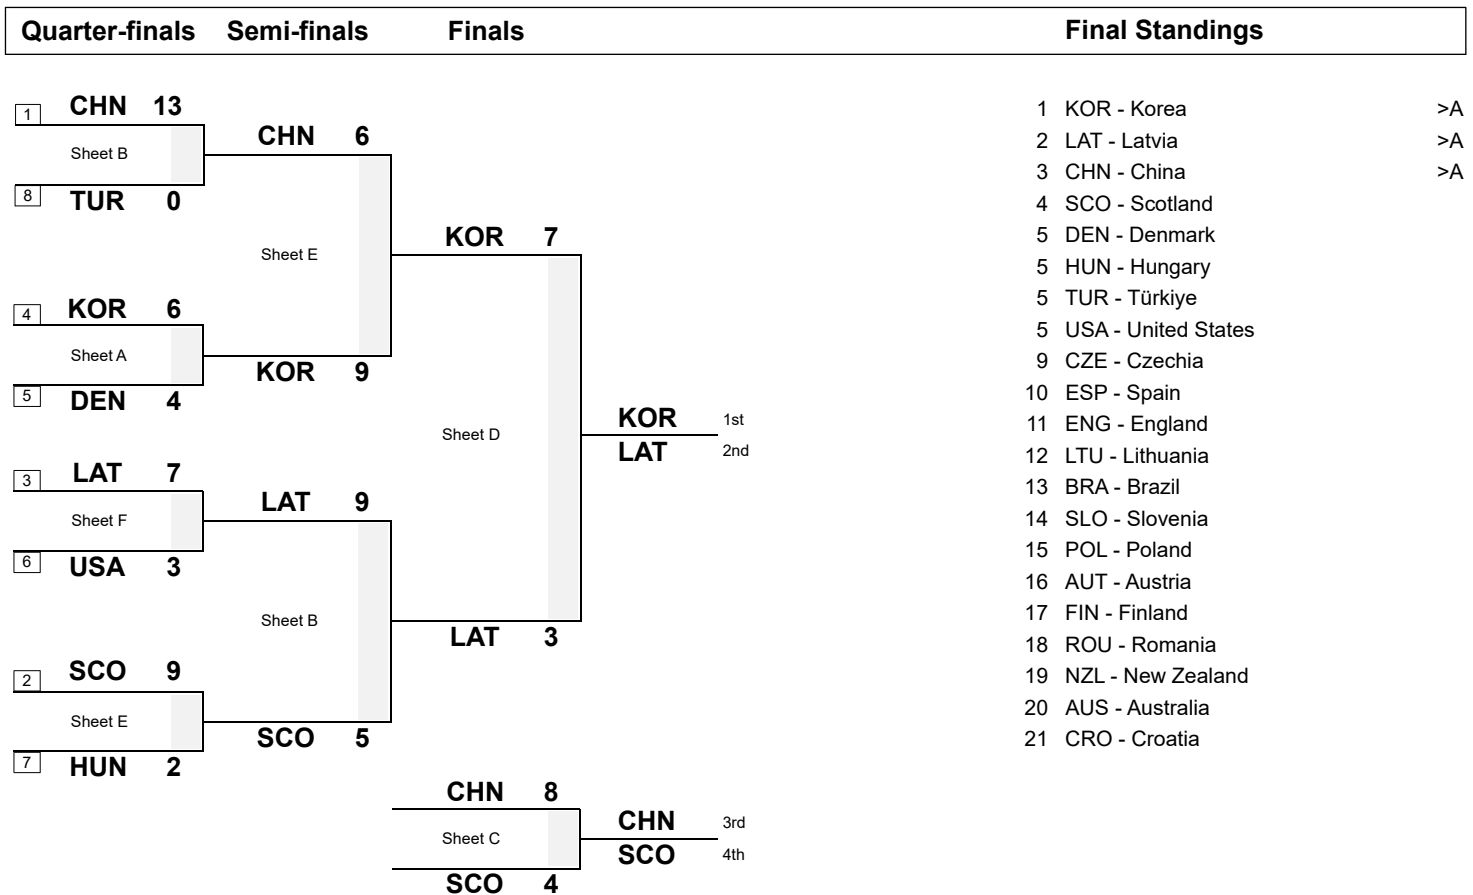 Quarter-finals Semi-finals Finals Final Standings
1 CHN 13
Sheet B
8 TUR 0
CHN 6
Sheet E
KOR 9
4 KOR 6
Sheet A
5 DEN 4
3 LAT 7
Sheet F
6 USA 3
LAT 9
Sheet B
SCO 5
2 SCO 9
Sheet E
7 HUN 2
KOR 7
Sheet D
LAT 3
KOR 1st
LAT 2nd
CHN 8
Sheet C
SCO 4
CHN 3rd
SCO 4th
1 KOR - Korea >A
2 LAT - Latvia >A
3 CHN - China >A
4 SCO - Scotland
5 DEN - Denmark
5 HUN - Hungary
5 TUR - Türkiye
5 USA - United States
9 CZE - Czechia
10 ESP - Spain
11 ENG - England
12 LTU - Lithuania
13 BRA - Brazil
14 SLO - Slovenia
15 POL - Poland
16 AUT - Austria
17 FIN - Finland
18 ROU - Romania
19 NZL - New Zealand
20 AUS - Australia
21 CRO - Croatia